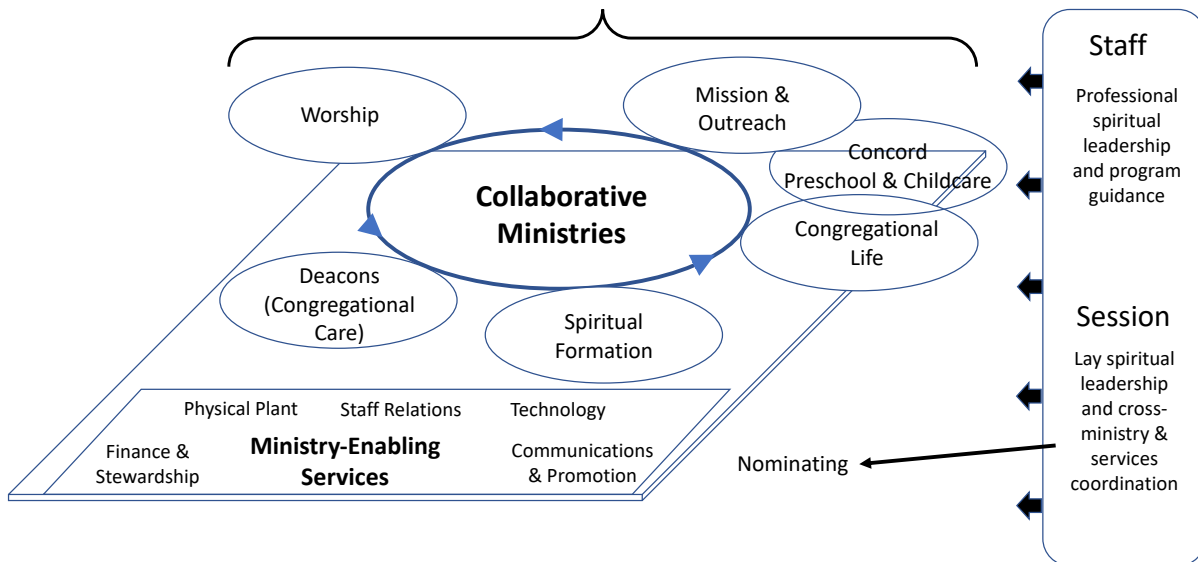 Worship
Mission &
Outreach
Concord
Preschool & Childcare
Collaborative
Ministries
Congregational
Life
Deacons
(Congregational
Care)
Spiritual
Formation
Physical Plant
Staff Relations
Technology
Finance &
Stewardship
Ministry-Enabling
Services
Communications
& Promotion
Nominating
Staff
Professional
spiritual
leadership
and program
guidance
Session
Lay spiritual
leadership
and cross-
ministry &
services
coordination